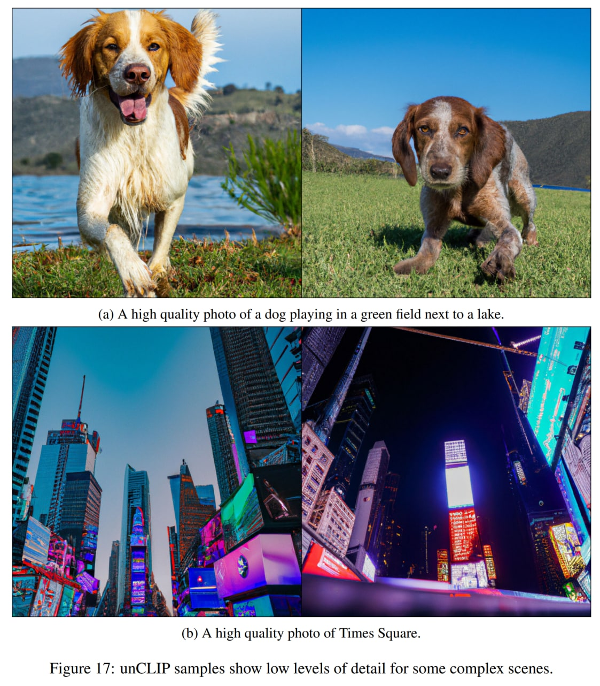 (a) A high quality photo of a dog playing in a green field next to a lake.
(b) A high quality photo of Times Square.
Figure 17: unCLIP samples show low levels of detail for some complex scenes.